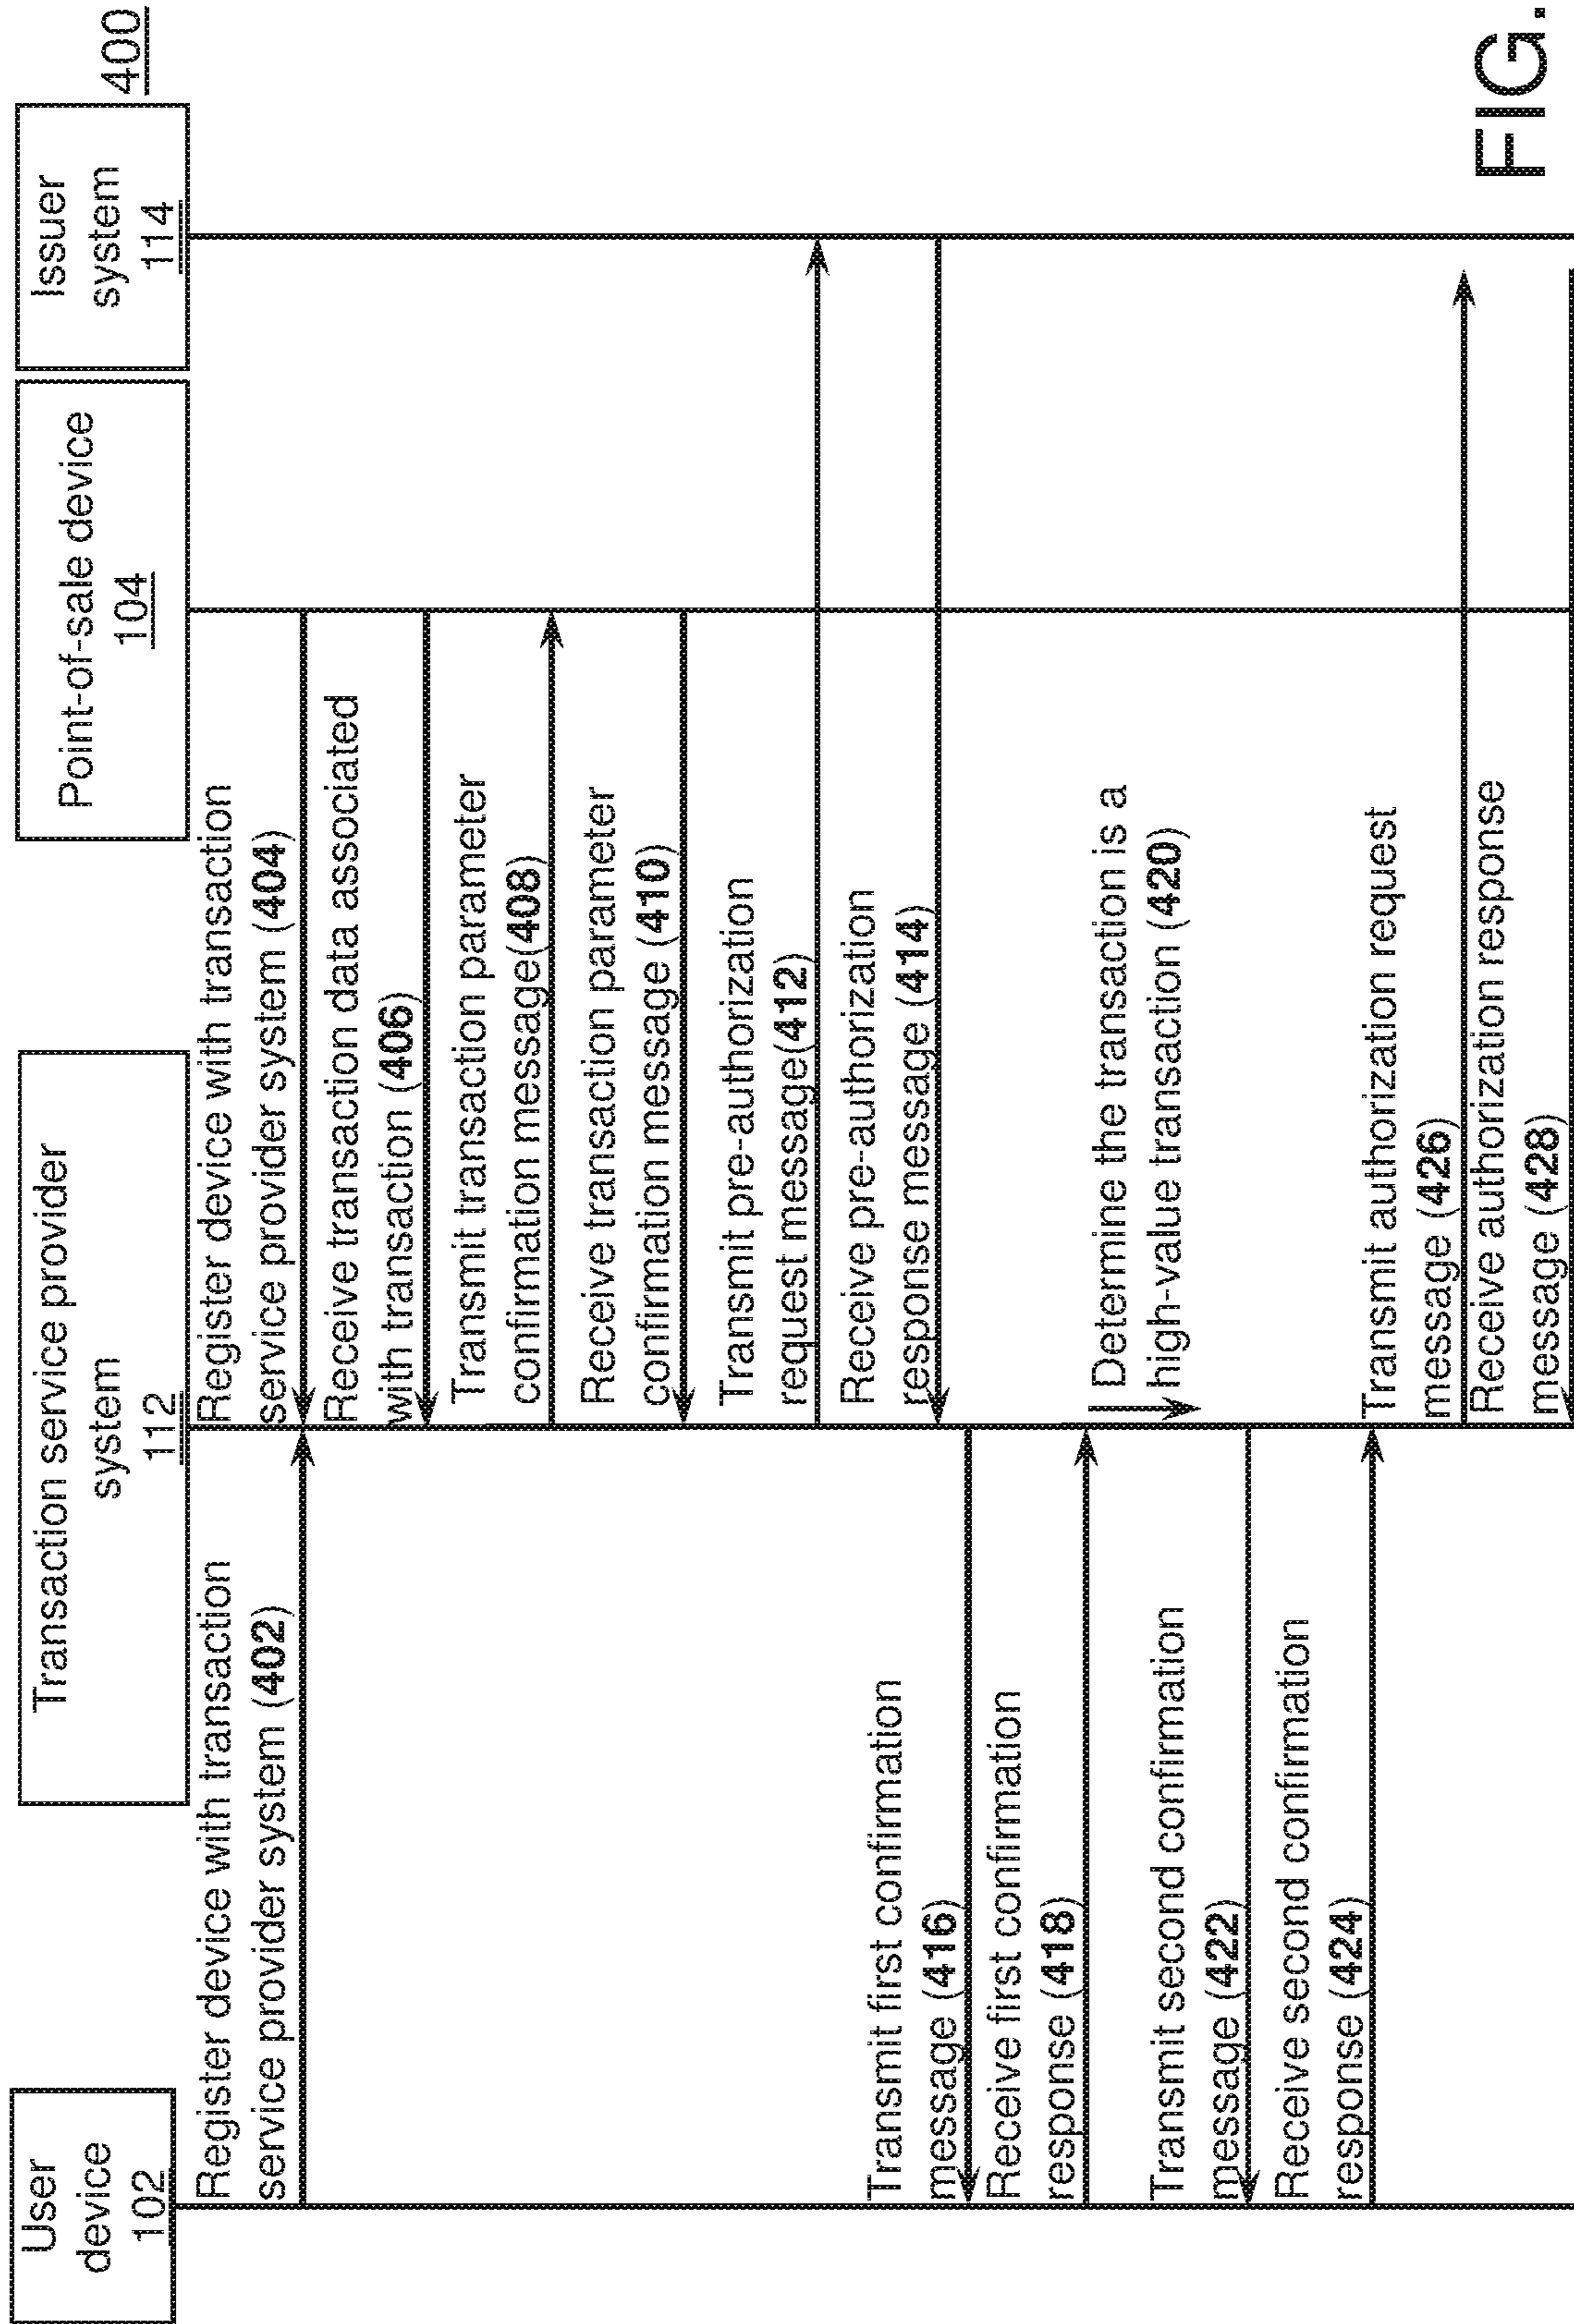 400
User
device
102
Transaction service provider
system
112
Point-of-sale device
104
Issuer
system
114
Register device with transaction
service provider system (402)
Register device with transaction
service provider system (404)
Receive transaction data associated
with transaction (406)
Transmit transaction parameter
confirmation message(408)
Receive transaction parameter
confirmation message (410)
Transmit pre-authorization
request message(412)
Receive pre-authorization
response message (414)
Transmit first confirmation
message (416)
Receive first confirmation
response (418)
Determine the transaction is a
high-value transaction (420)
Transmit second confirmation
message (422)
Receive second confirmation
response (424)
Transmit authorization request
message (426)
Receive authorization response
message (428)
FIG.